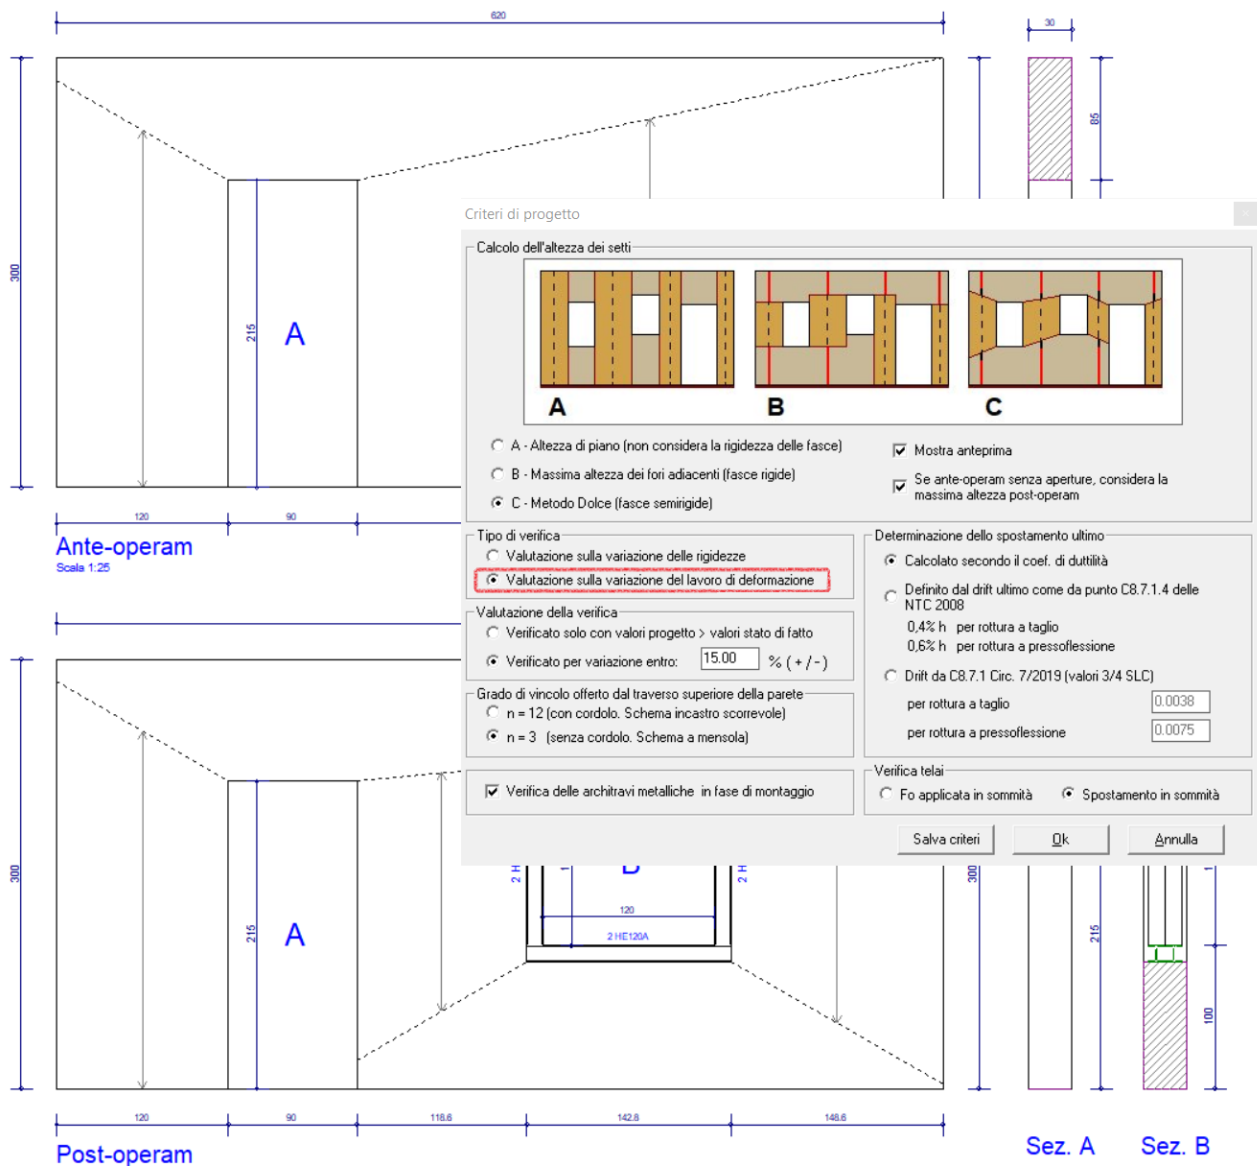 620
30
85
300
215
A
120
90
Ante-operam
Scala 1:25
Criteri di progetto
Calcolo dell'altezza dei setti
A
B
C
A - Altezza di piano (non considera la rigidezza delle fasce)
B - Massima altezza dei fori adiacenti (fasce rigide)
C - Metodo Dolce (fasce semirigide)
Mostra anteprima
Se ante-operam senza aperture, considera la
massima altezza post-operam
Tipo di verifica
Valutazione sulla variazione delle rigidezze
Valutazione sulla variazione del lavoro di deformazione
Valutazione della verifica
Verificato solo con valori progetto > valori stato di fatto
Verificato per variazione entro: 15.00 % ( + / - )
Grado di vincolo offerto dal traverso superiore della parete
n = 12 (con cordolo. Schema incastro scorrevole)
n = 3 (senza cordolo. Schema a mensola)
Verifica delle architravi metalliche in fase di montaggio
Determinazione dello spostamento ultimo
Calcolato secondo il coef. di duttilità
Definito dal drift ultimo come da punto C8.7.1.4 delle
NTC 2008
0,4% h per rottura a taglio
0,6% h per rottura a pressoflessione
Drift da C8.7.1 Circ. 7/2019 (valori 3/4 SLC)
per rottura a taglio 0.0038
per rottura a pressoflessione 0.0075
Verifica telai
Fo applicata in sommità
Spostamento in sommità
Salva criteri
Ok
Annulla
300
215
A
2 H
2 H
120
2 HE120A
300
215
100
120
90
118.6
142.8
148.6
Post-operam
Sez. A
Sez. B